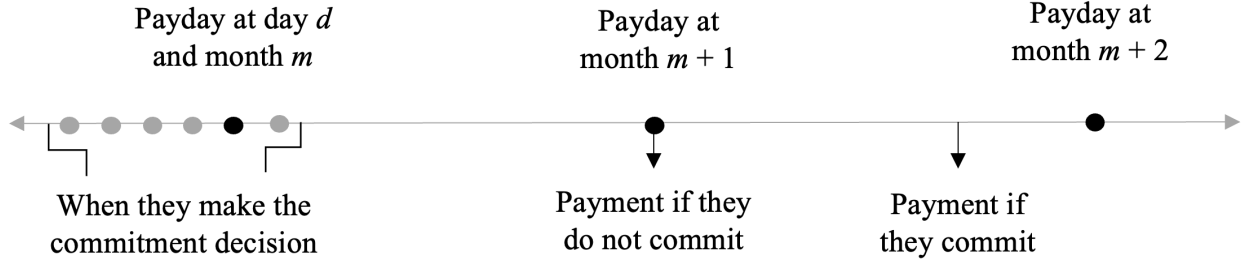 Payday at day d
and month m
Payday at
month m + 1
Payday at
month m + 2
When they make the
commitment decision
Payment if they
do not commit
Payment if
they commit